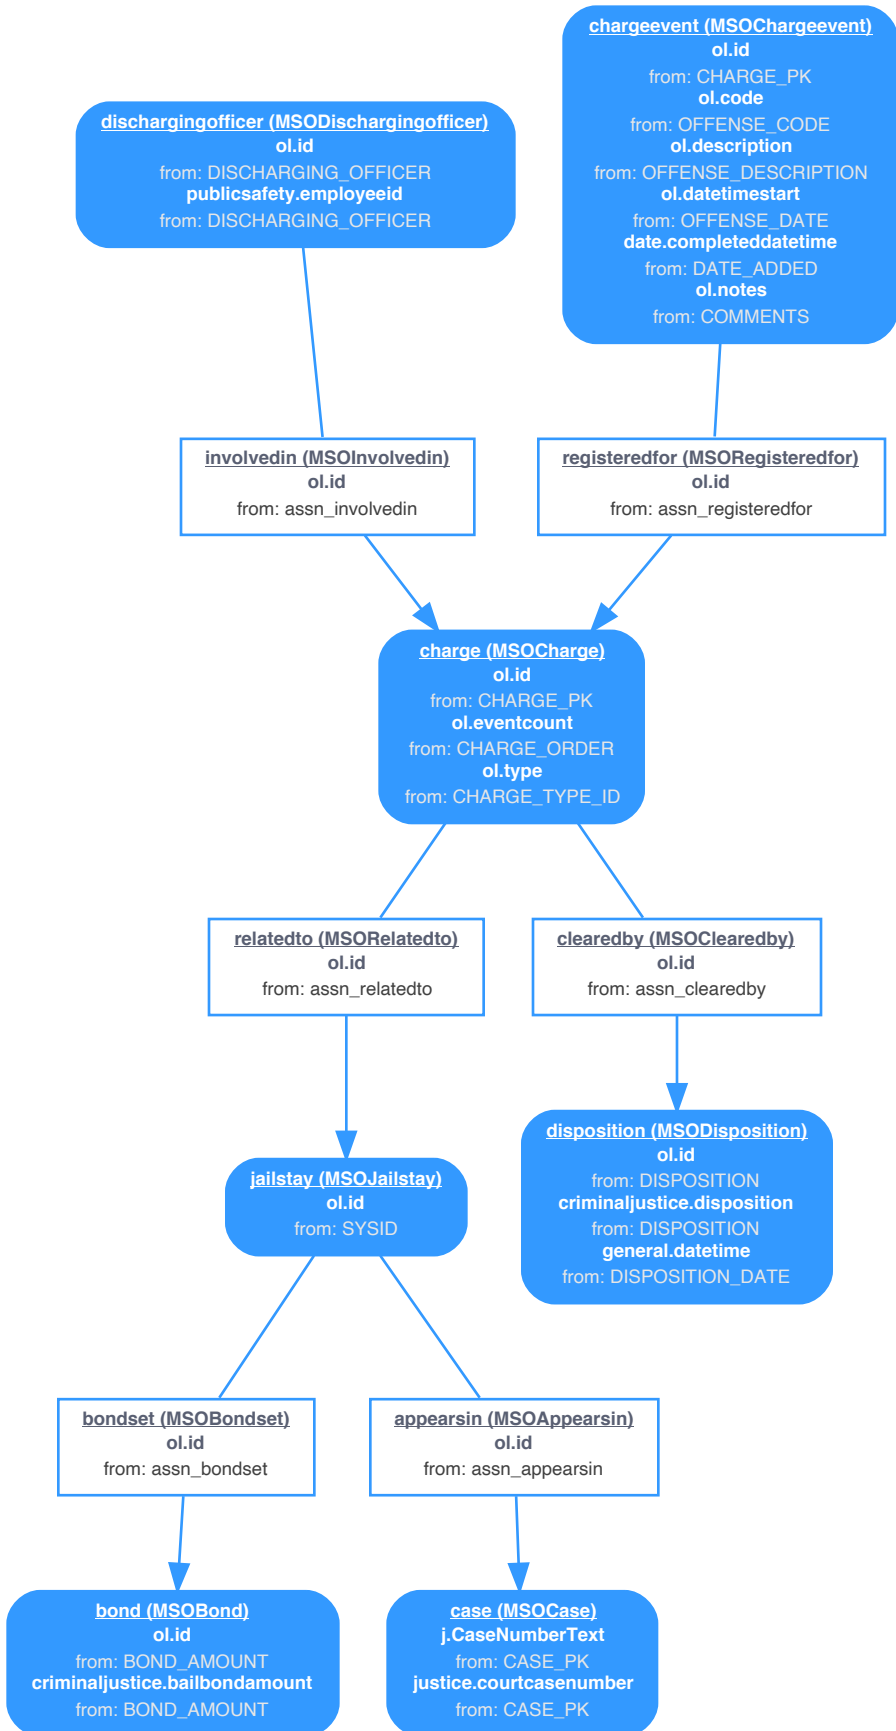 chargeevent (MSOChargeevent)
ol.id
from: CHARGE_PK
ol.code
from: OFFENSE_CODE
ol.description
from: OFFENSE_DESCRIPTION
ol.datetimestart
from: OFFENSE_DATE
date.completeddatetime
from: DATE_ADDED
ol.notes
from: COMMENTS
dischargingofficer (MSODischargingofficer)
ol.id
from: DISCHARGING_OFFICER
publicsafety.employeeid
from: DISCHARGING_OFFICER
involvedin (MSOInvolvedin)
ol.id
from: assn_involvedin
registeredfor (MSORegisteredfor)
ol.id
from: assn_registeredfor
charge (MSOCharge)
ol.id
from: CHARGE_PK
ol.eventcount
from: CHARGE_ORDER
ol.type
from: CHARGE_TYPE_ID
relatedto (MSORelatedto)
ol.id
from: assn_relatedto
clearedby (MSOClearedby)
ol.id
from: assn_clearedby
jailstay (MSOJailstay)
ol.id
from: SYSID
disposition (MSODisposition)
ol.id
from: DISPOSITION
criminaljustice.disposition
from: DISPOSITION
general.datetime
from: DISPOSITION_DATE
bondset (MSOBondset)
ol.id
from: assn_bondset
appearsin (MSOAppearsin)
ol.id
from: assn_appearsin
bond (MSOBond)
ol.id
from: BOND_AMOUNT
criminaljustice.bailbondamount
from: BOND_AMOUNT
case (MSOCase)
j.CaseNumberText
from: CASE_PK
justice.courtcasenumber
from: CASE_PK